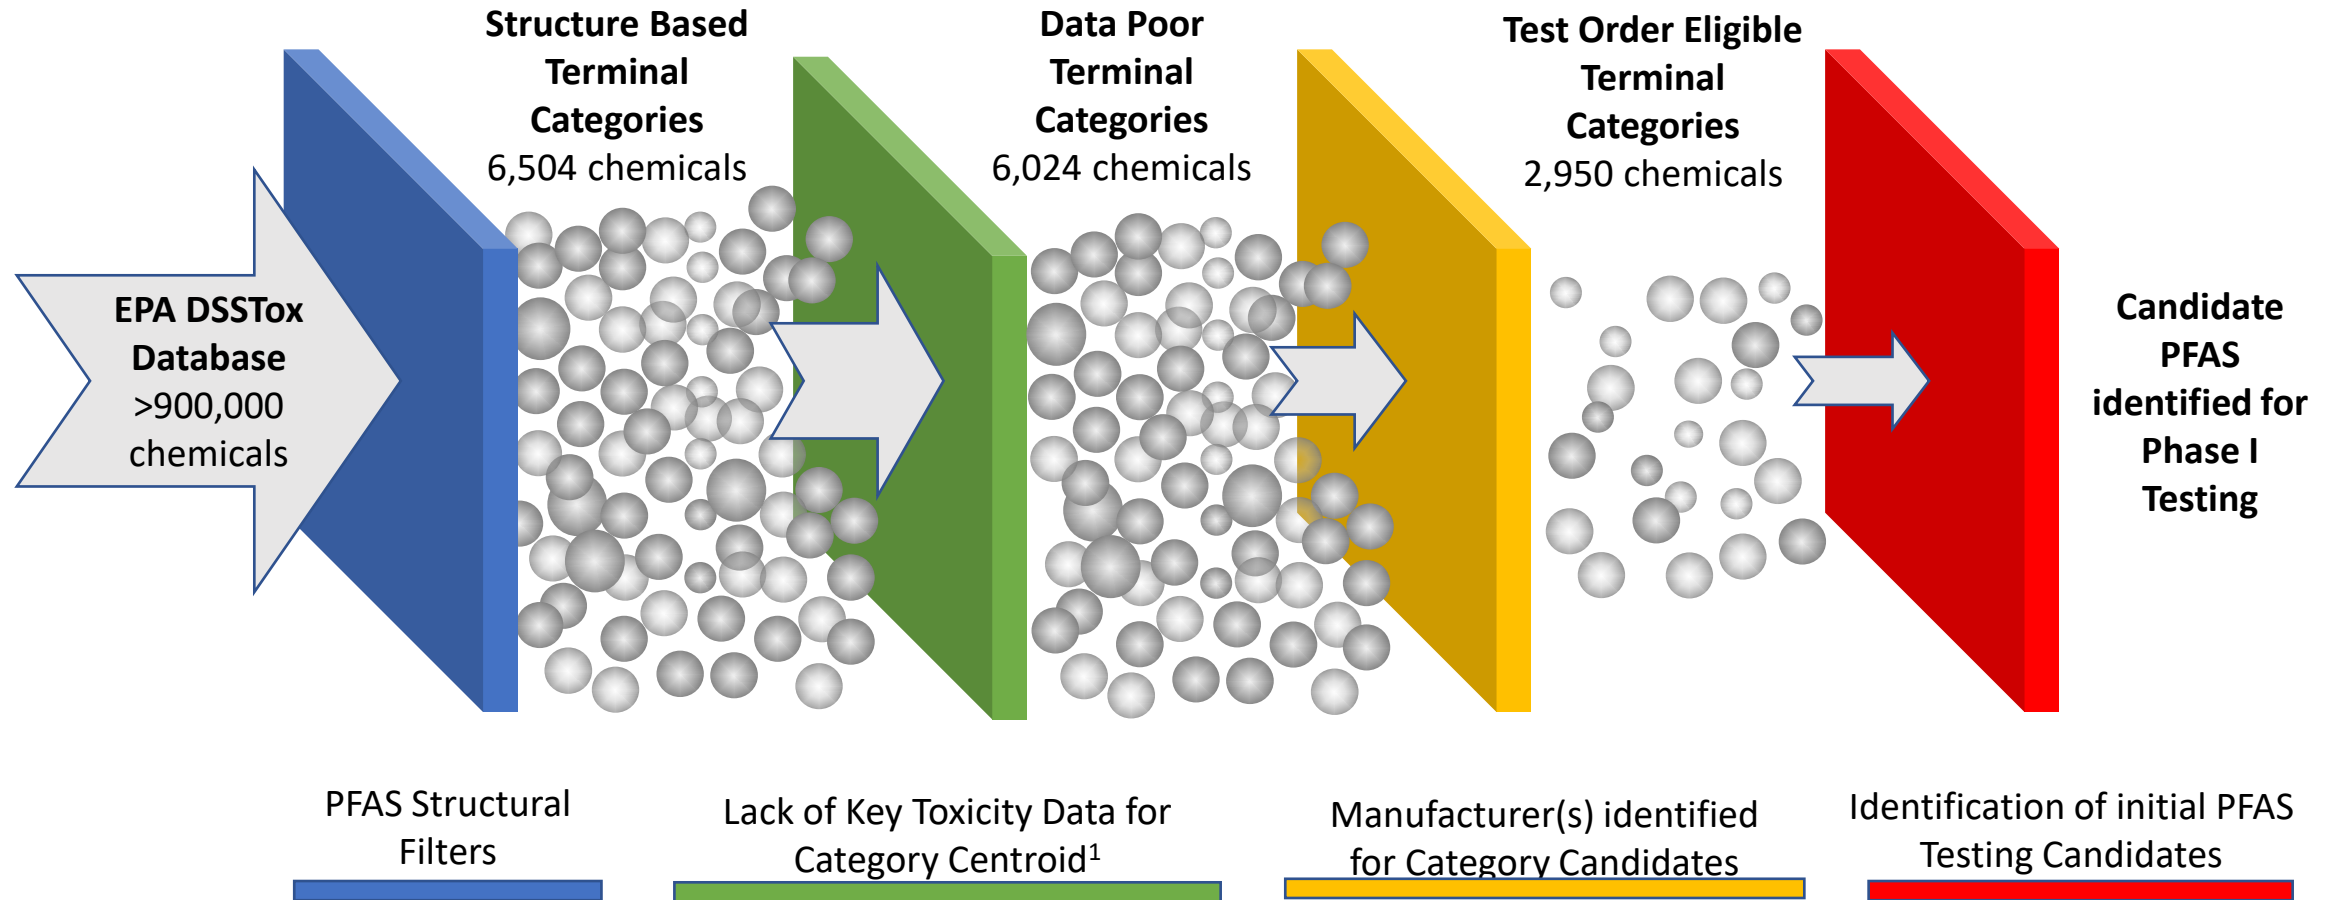 Structure Based
Terminal
Categories
6,504 chemicals
Data Poor
Terminal
Categories
6,024 chemicals
Test Order Eligible
Terminal
Categories
2,950 chemicals
EPA DSSTox
Database
>900,000
chemicals
Candidate
PFAS
identified for
Phase I
Testing
PFAS Structural
Filters
Lack of Key Toxicity Data for
Category Centroid¹
Manufacturer(s) identified
for Category Candidates
Identification of initial PFAS
Testing Candidates